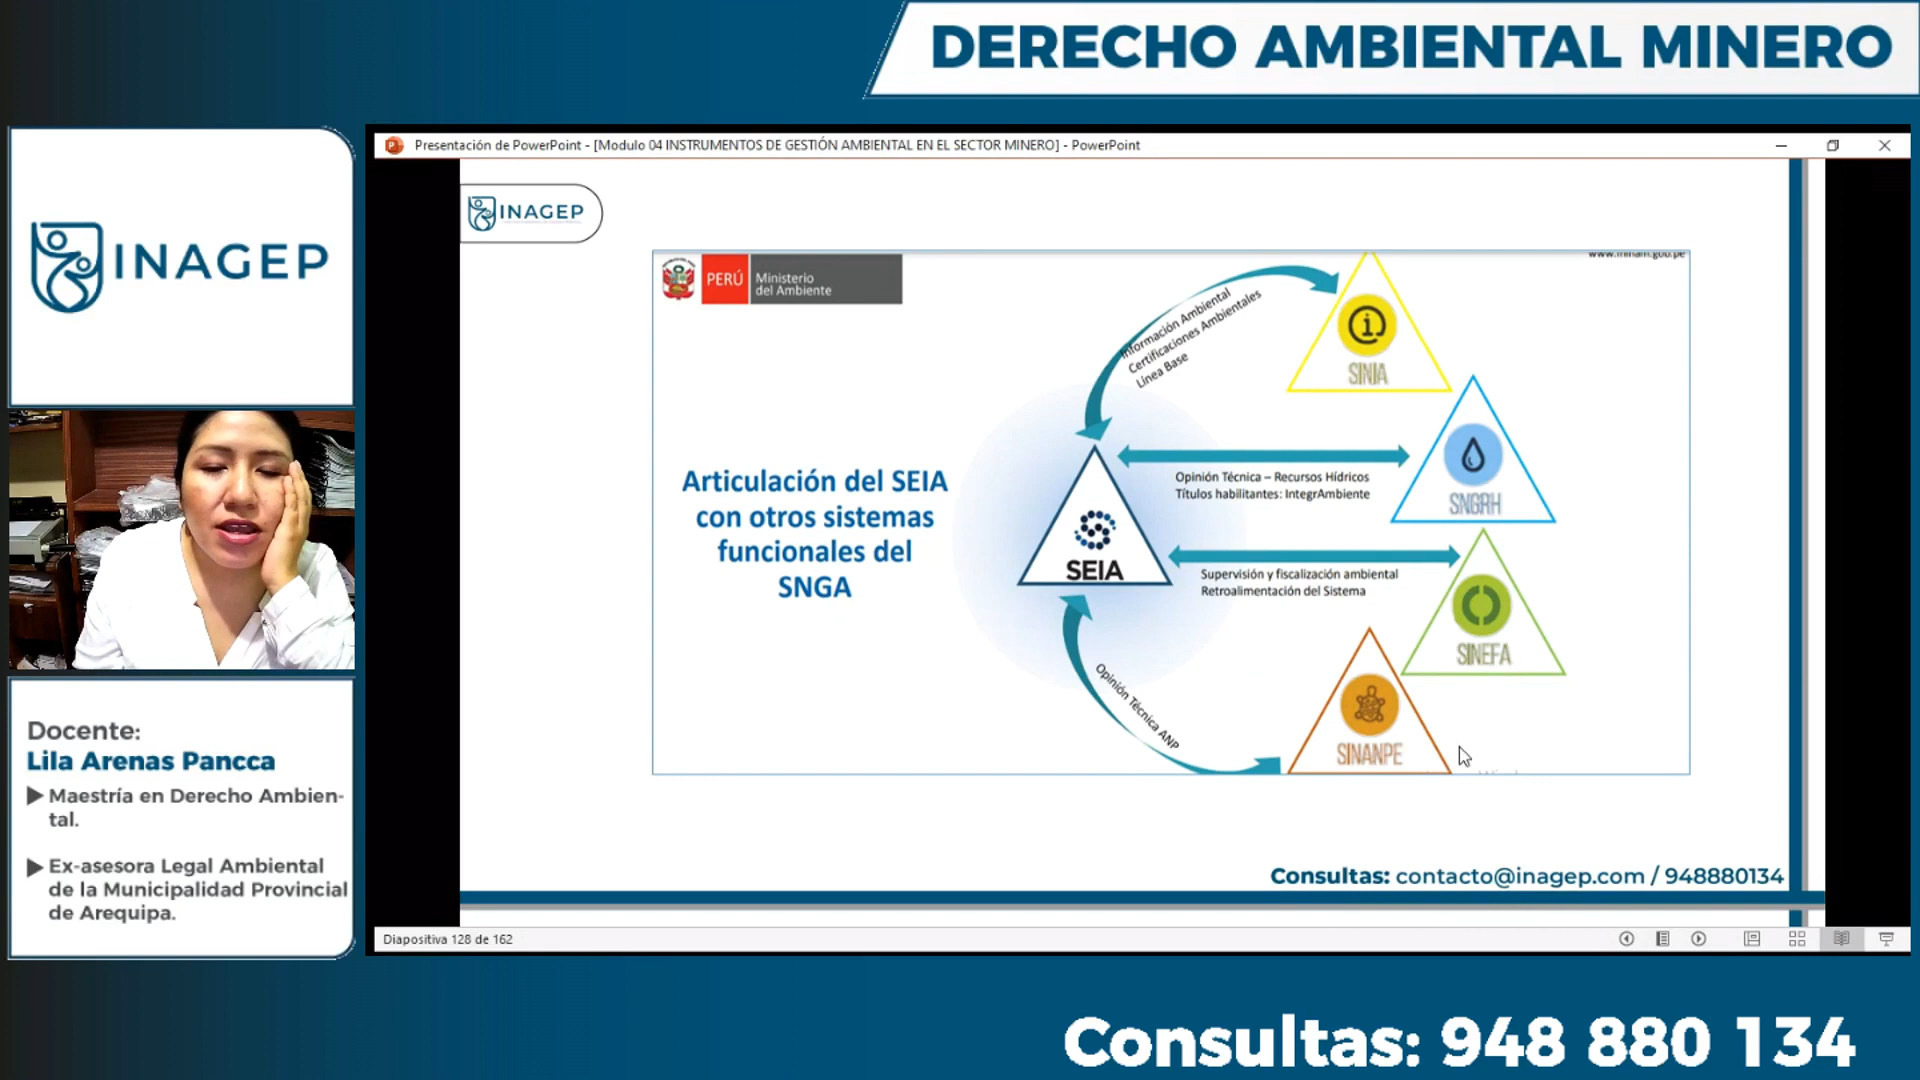 DERECHO AMBIENTAL MINERO
Presentación de PowerPoint - [Modulo 04 INSTRUMENTOS DE GESTIÓN AMBIENTAL EN EL SECTOR MINERO] - PowerPoint
INAGEP
INAGEP
PERÚ
Ministerio
del Ambiente
www.minam.gob.pe
Información Ambiental
Certificaciones Ambientales
Línea Base
SINIA
Opinión Técnica – Recursos Hídricos
Títulos habilitantes: IntegrAmbiente
SNGRH
Articulación del SEIA
con otros sistemas
funcionales del
SNGA
SEIA
Supervisión y fiscalización ambiental
Retroalimentación del Sistema
SINEFA
Opinión Técnica ANP
SINANPE
Docente:
Lila Arenas Pancca
Maestría en Derecho Ambien-
tal.
Ex-asesora Legal Ambiental
de la Municipalidad Provincial
de Arequipa.
Consultas: contacto@inagep.com / 948880134
Diapositiva 128 de 162
Consultas: 948 880 134